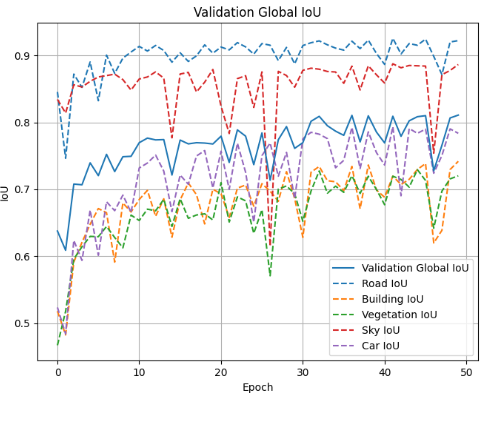 Validation Global IoU
IoU
0.9
0.8
0.7
0.6
0.5
Validation Global IoU
Road IoU
Building IoU
Vegetation IoU
Sky IoU
Car IoU
0 10 20 30 40 50
Epoch